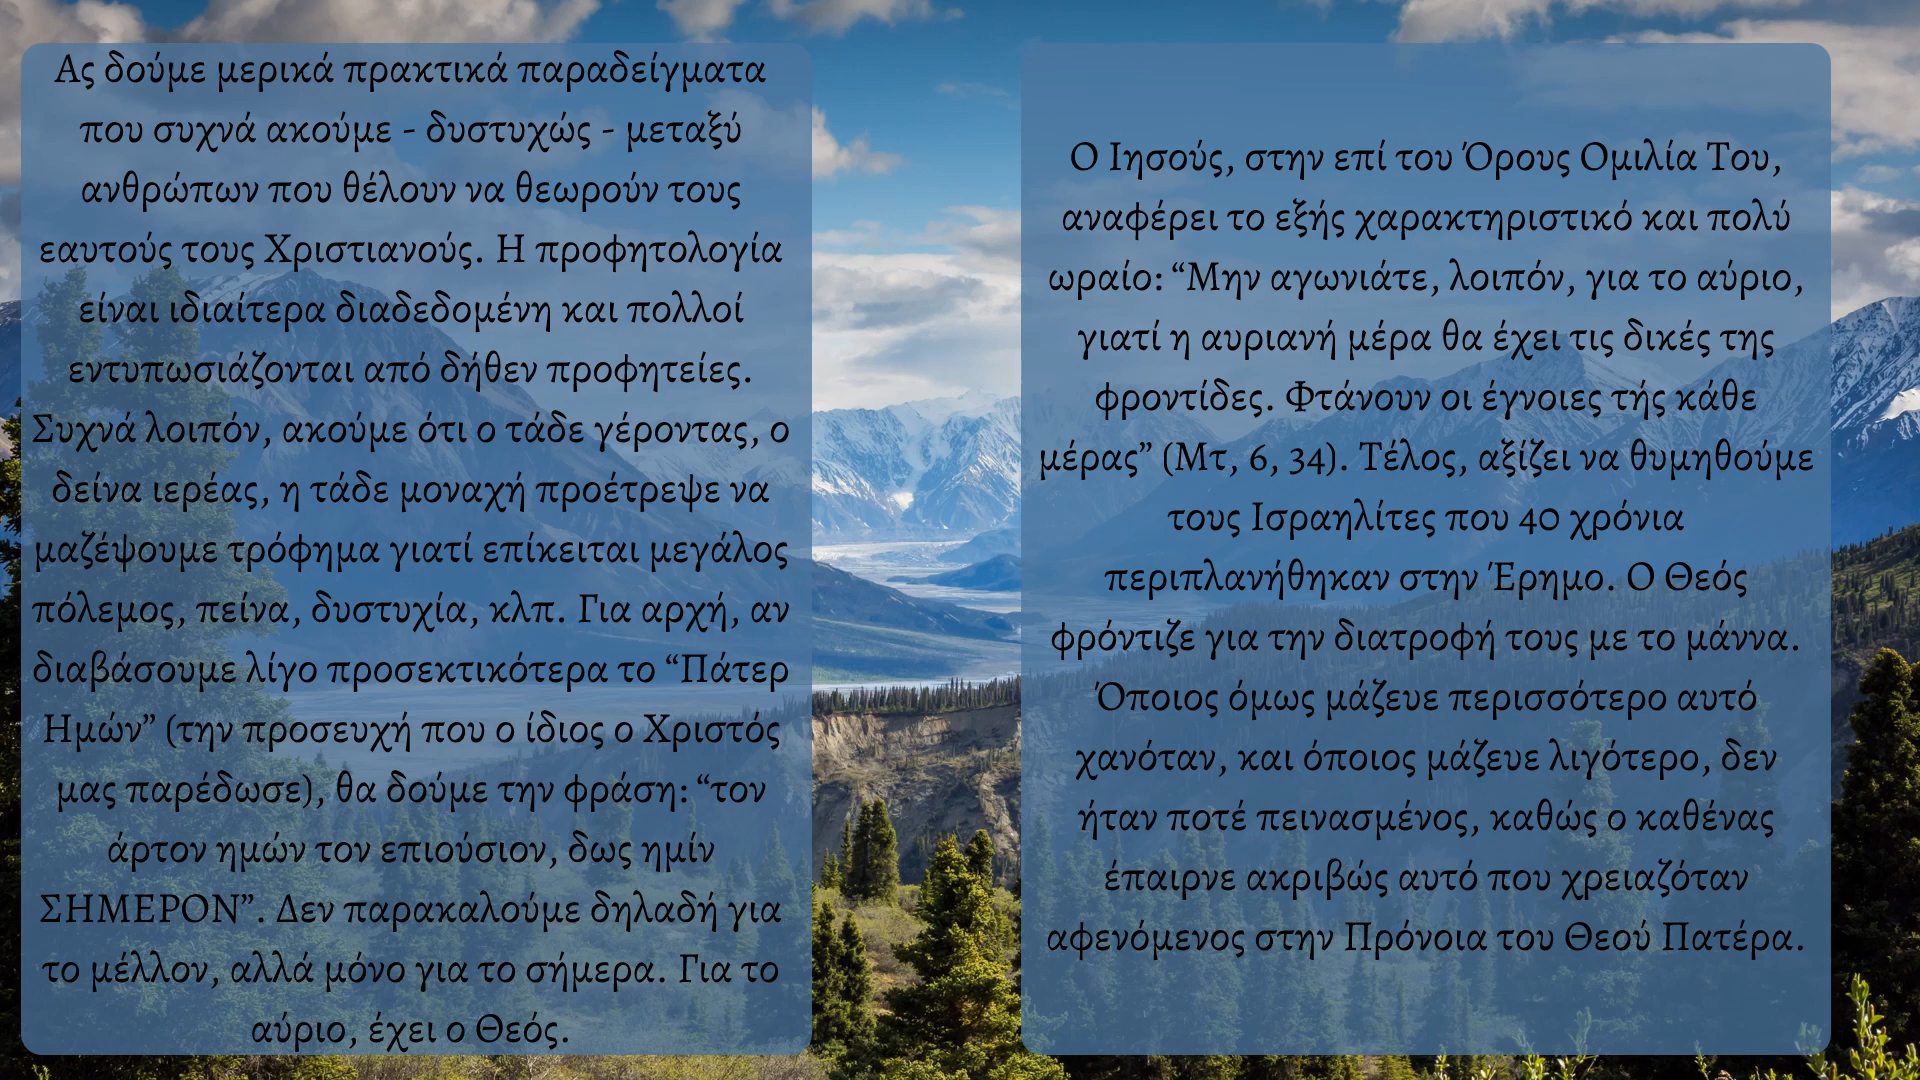 Ας δούμε μερικά πρακτικά παραδείγματα
που συχνά ακούμε - δυστυχώς - μεταξύ
ανθρώπων που θέλουν να θεωρούν τους
εαυτούς τους Χριστιανούς. Η προφητολογία
είναι ιδιαίτερα διαδεδομένη και πολλοί
εντυπωσιάζονται από δήθεν προφητείες.
Συχνά λοιπόν, ακούμε ότι ο τάδε γέροντας, ο
δείνα ιερέας, η τάδε μοναχή προέτρεψε να
μαζέψουμε τρόφημα γιατί επίκειται μεγάλος
πόλεμος, πείνα, δυστυχία, κλπ. Για αρχή, αν
διαβάσουμε λίγο προσεκτικότερα το “Πάτερ
Ημών” (την προσευχή που ο ίδιος ο Χριστός
μας παρέδωσε), θα δούμε την φράση: “τον
άρτον ημών τον επιούσιον, δως ημίν
ΣΗΜΕΡΟΝ”. Δεν παρακαλούμε δηλαδή για
το μέλλον, αλλά μόνο για το σήμερα. Για το
αύριο, έχει ο Θεός.
Ο Ιησούς, στην επί του Όρους Ομιλία Του,
αναφέρει το εξής χαρακτηριστικό και πολύ
ωραίο: “Μην αγωνιάτε, λοιπόν, για το αύριο,
γιατί η αυριανή μέρα θα έχει τις δικές της
φροντίδες. Φτάνουν οι έγνοιες τής κάθε
μέρας” (Μτ, 6, 34). Τέλος, αξίζει να θυμηθούμε
τους Ισραηλίτες που 40 χρόνια
περιπλανήθηκαν στην Έρημο. Ο Θεός
φρόντιζε για την διατροφή τους με το μάννα.
Όποιος όμως μάζευε περισσότερο αυτό
χανόταν, και όποιος μάζευε λιγότερο, δεν
ήταν ποτέ πεινασμένος, καθώς ο καθένας
έπαιρνε ακριβώς αυτό που χρειαζόταν
αφενόμενος στην Πρόνοια του Θεού Πατέρα.